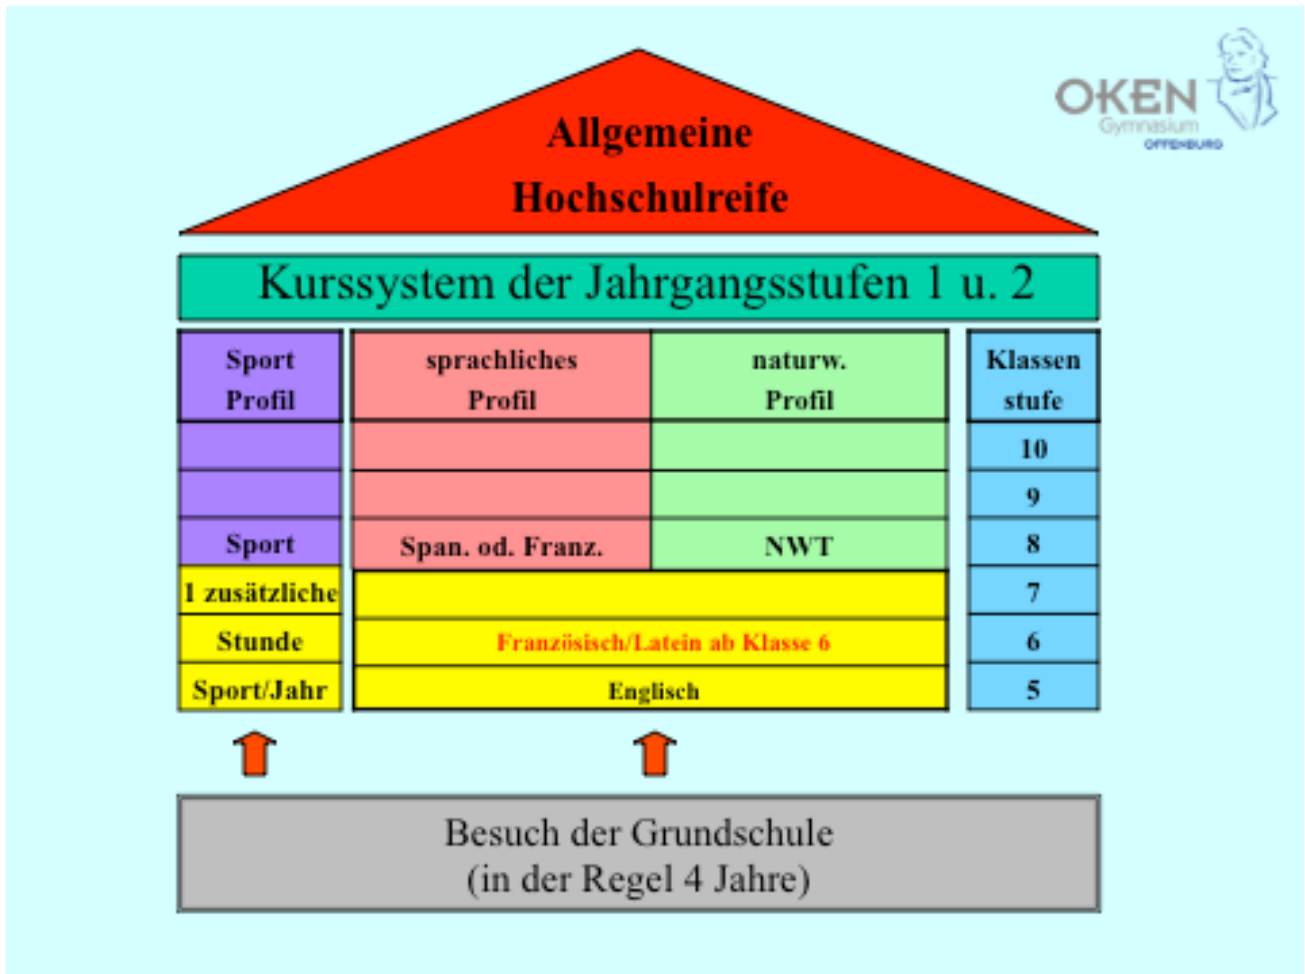 OKEN
Gymnasium
OFFENBURG
Allgemeine
Hochschulreife
Kurssystem der Jahrgangsstufen 1 u. 2
Sport
Profil
sprachliches
Profil
naturw.
Profil
Klassen
stufe
10
9
Sport
Span. od. Franz.
NWT
8
1 zusätzliche
7
Stunde
Französisch/Latein ab Klasse 6
6
Sport/Jahr
Englisch
5
Besuch der Grundschule
(in der Regel 4 Jahre)